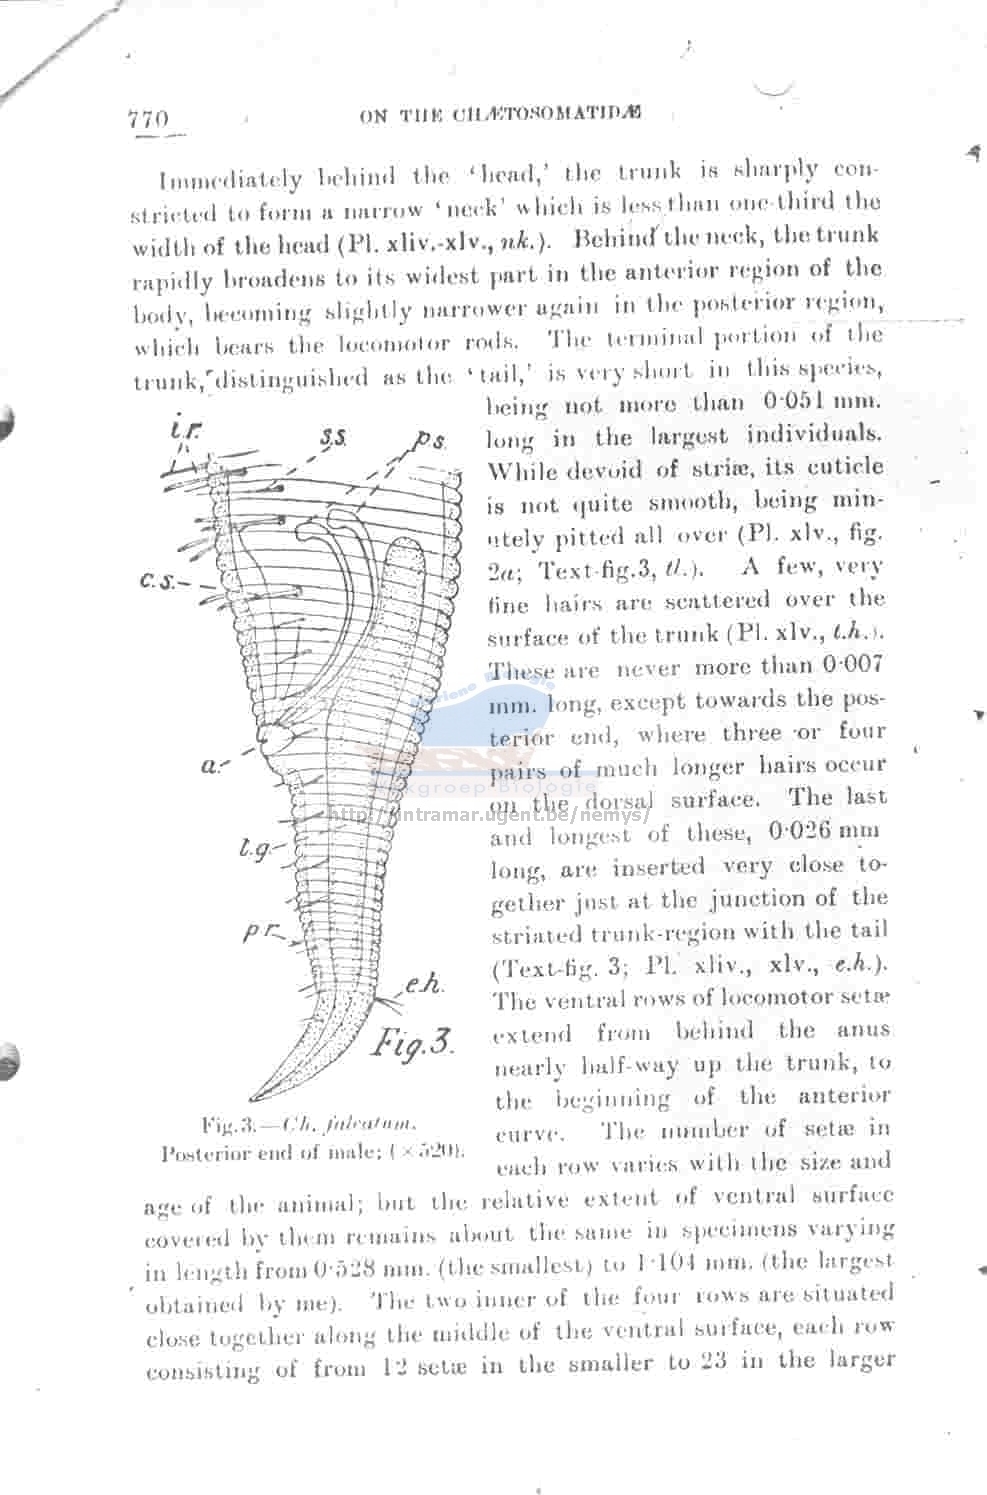 770
ON THE CHÆTOSOMATIDÆ
Immediately behind the ‘head,’ the trunk is sharply con-
stricted to form a narrow ‘neck’ which is less than one-third the
width of the head (Pl. xliv.-xlv., nk.). Behind the neck, the trunk
rapidly broadens to its widest part in the anterior region of the
body, becoming slightly narrower again in the posterior region,
which bears the locomotor rods. The terminal portion of the
trunk, distinguished as the ‘tail,’ is very short in this species,
being not more than 0·051 mm.
long in the largest individuals.
While devoid of striæ, its cuticle
is not quite smooth, being min-
utely pitted all over (Pl. xlv., fig.
2a; Text-fig.3, tl.). A few, very
fine hairs are scattered over the
surface of the trunk (Pl. xlv., t.h.).
These are never more than 0·007
mm. long, except towards the pos-
terior end, where three or four
pairs of much longer hairs occur
on the dorsal surface. The last
and longest of these, 0·026 mm
long, are inserted very close to-
gether just at the junction of the
striated trunk-region with the tail
(Text-fig. 3; Pl. xliv., xlv., e.h.).
The ventral rows of locomotor setæ
extend from behind the anus
nearly half-way up the trunk, to
the beginning of the anterior
curve. The number of setæ in
each row varies with the size and
i.r.
s.s.
p.s.
c.s.
a.
l.g
p r.
e.h.
Fig.3.
Fig.3.—Ch. falcatum.
Posterior end of male; (×520).
age of the animal; but the relative extent of ventral surface
covered by them remains about the same in specimens varying
in length from 0·528 mm. (the smallest) to 1·104 mm. (the largest
obtained by me). The two inner of the four rows are situated
close together along the middle of the ventral surface, each row
consisting of from 12 setæ in the smaller to 23 in the larger
http://intramar.ugent.be/nemys/